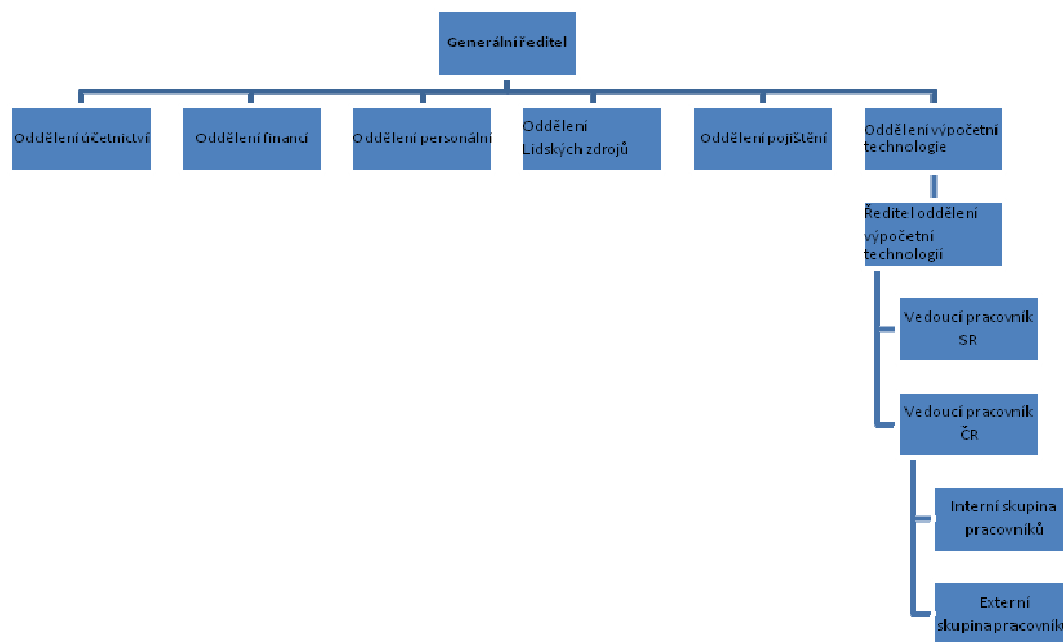 Generální ředitel
Oddělení účetnictví
Oddělení financí
Oddělení personální
Oddělení
Lidských zdrojů
Oddělení pojištění
Oddělení výpočetní
technologie
Ředitel oddělení
výpočetní
technologií
Vedoucí pracovník
SR
Vedoucí pracovník
ČR
Interní skupina
pracovníků
Externí
skupina pracovníků